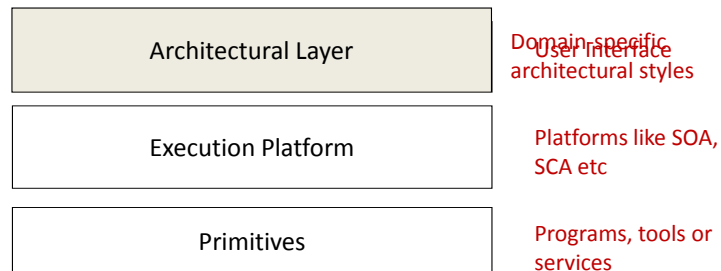 Architectural Layer
Domain-specific
architectural styles
User Interface
Execution Platform
Platforms like SOA,
SCA etc
Primitives
Programs, tools or
services